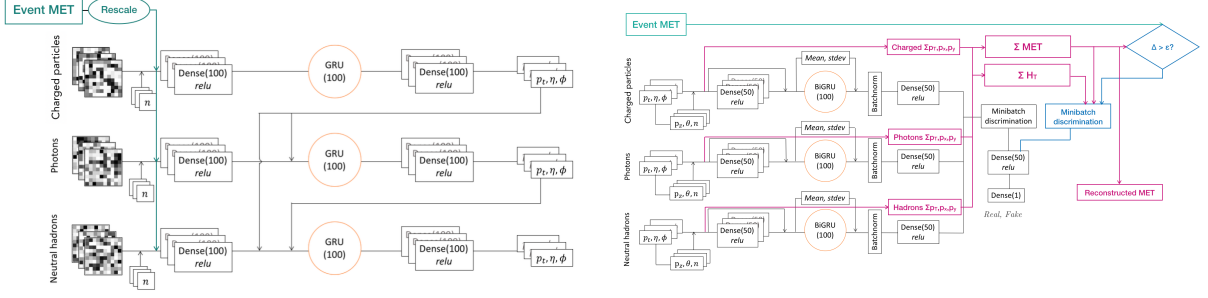 Event MET
Rescale
Charged particles
n
Dense(100)
relu
GRU
(100)
Dense(100)
relu
pt, η, ϕ
Photons
n
Dense(100)
relu
GRU
(100)
Dense(100)
relu
pt, η, ϕ
Neutral hadrons
n
Dense(100)
relu
GRU
(100)
Dense(100)
relu
pt, η, ϕ
Event MET
Δ > ε?
Charged ΣpT,px,py
Σ MET
Σ HT
Charged particles
pt, η, ϕ
pz, θ, n
Dense(50)
relu
Mean, stdev
BiGRU
(100)
Batchnorm
Dense(50)
relu
Minibatch
discrimination
Minibatch
discrimination
Photons
pt, η, ϕ
pz, θ, n
Dense(50)
relu
Mean, stdev
BiGRU
(100)
Batchnorm
Photons ΣpT,px,py
Dense(50)
relu
Dense(50)
relu
Dense(1)
Real, Fake
Reconstructed MET
Neutral hadrons
pt, η, ϕ
pz, θ, n
Dense(50)
relu
Mean, stdev
BiGRU
(100)
Batchnorm
Hadrons ΣpT,px,py
Dense(50)
relu